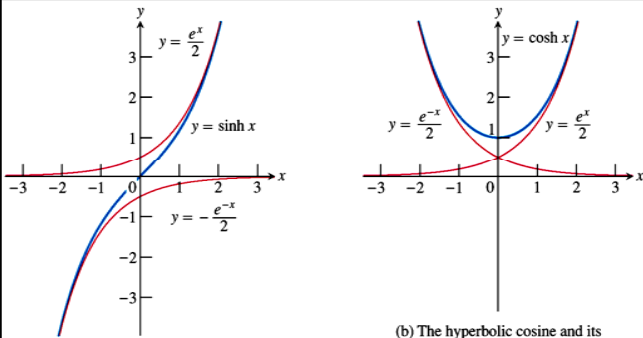 y
y = e^x/2
3
2
y = sinh x
1
x
−3 −2 −1 0 1 2 3
−1
y = − e^−x/2
−2
−3
y
y = cosh x
3
2
y = e^−x/2
1
y = e^x/2
x
−3 −2 −1 0 1 2 3
(b) The hyperbolic cosine and its